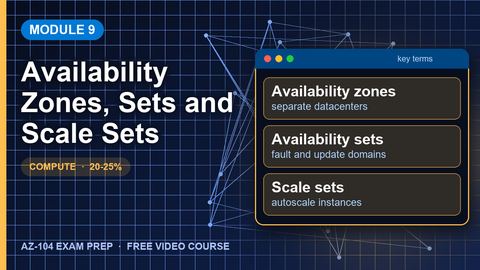 MODULE 9
Availability
Zones, Sets and
Scale Sets
COMPUTE · 20-25%
AZ-104 EXAM PREP · FREE VIDEO COURSE
key terms
Availability zones
separate datacenters
Availability sets
fault and update domains
Scale sets
autoscale instances